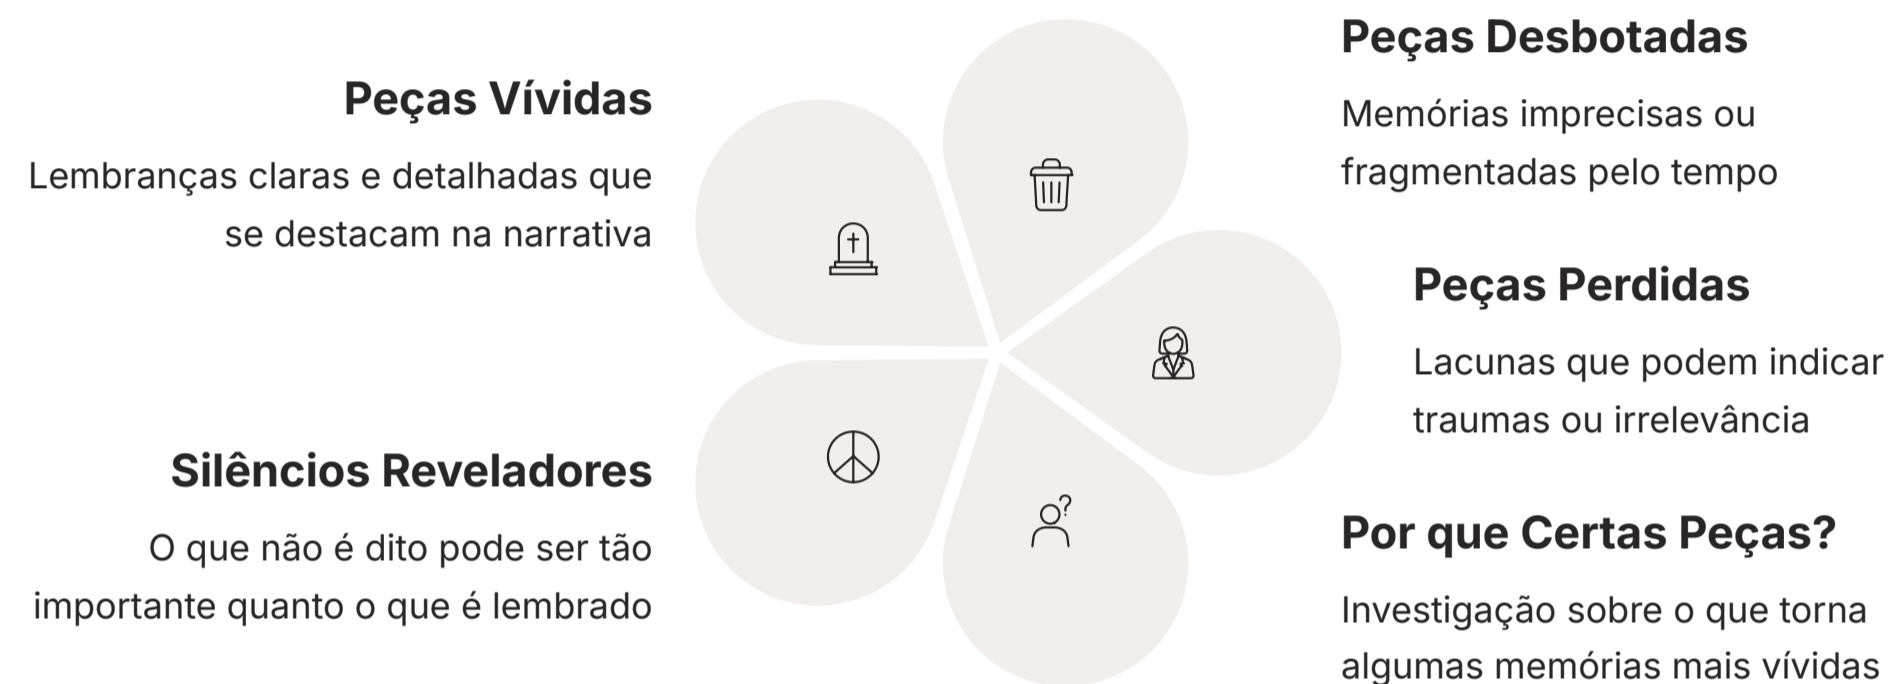 Peças Vívidas
Lembranças claras e detalhadas que
se destacam na narrativa
Peças Desbotadas
Memórias imprecisas ou
fragmentadas pelo tempo
Peças Perdidas
Lacunas que podem indicar
traumas ou irrelevância
Por que Certas Peças?
Investigação sobre o que torna
algumas memórias mais vívidas
Silêncios Reveladores
O que não é dito pode ser tão
importante quanto o que é lembrado